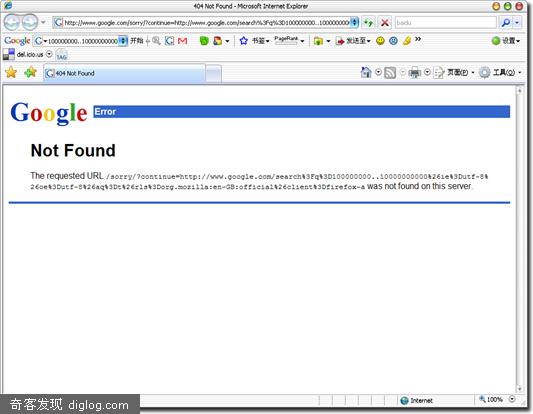 404 Not Found - Microsoft Internet Explorer
http://www.google.com/sorry/?continue=http://www.google.com/search%3Fq%3D100000000..1000000000
badu
Google G 100000000..10000000000 开始 书签 PageRank 发送至 设置
del.icio.us TAG
404 Not Found 页面(P) 工具(O)
Google Error
Not Found
The requested URL /sorry/?continue=http://www.google.com/search%3Fq%3D100000000..10000000000%26ie%3Dutf-8%
26oe%3Dutf-8%26aq%3Dt%26rls%3Dorg.mozilla:en-GB:official%26client%3Dfirefox-a was not found on this server.
Internet 100%
奇客发现 diglog.com